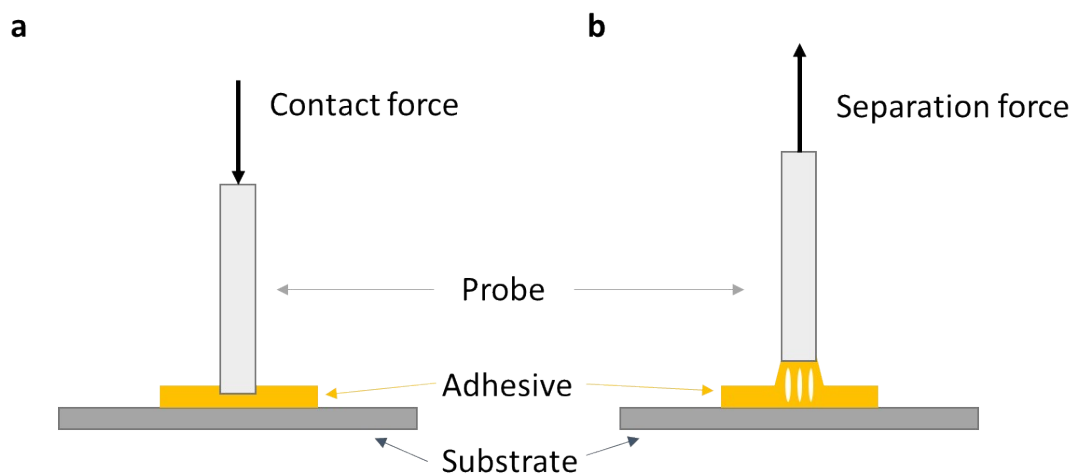 a
b
Contact force
Separation force
Probe
Adhesive
Substrate